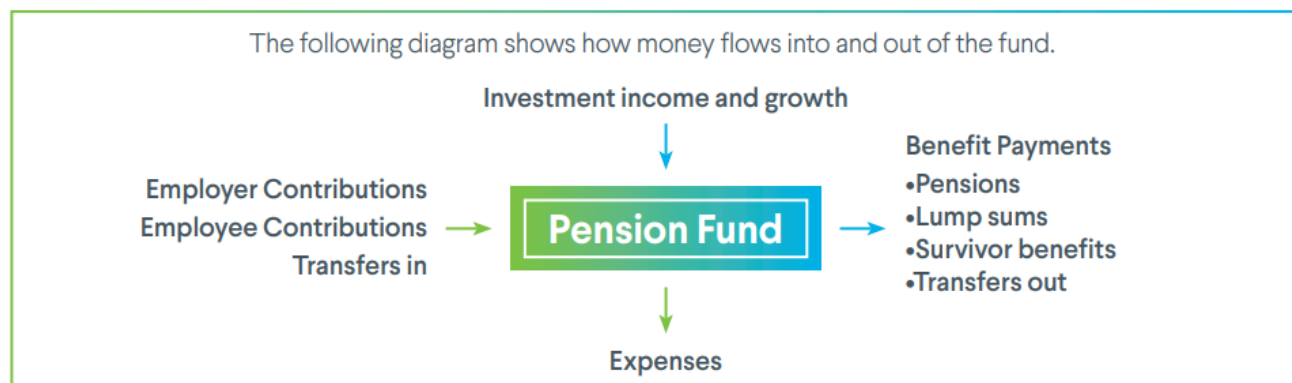 The following diagram shows how money flows into and out of the fund.
Investment income and growth
Employer Contributions
Employee Contributions
Transfers in
Pension Fund
Benefit Payments
•Pensions
•Lump sums
•Survivor benefits
•Transfers out
Expenses